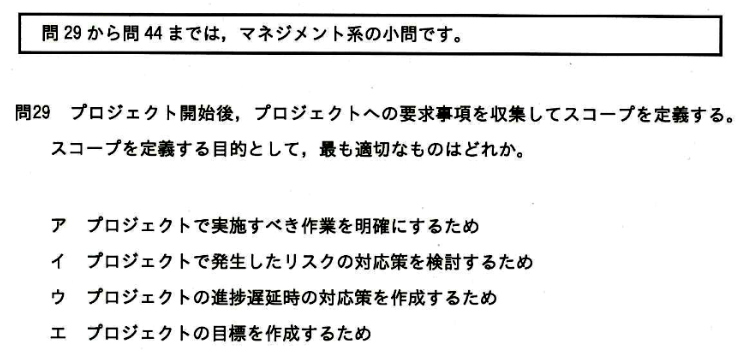 問 29 から問 44 までは，マネジメント系の小問です。
問29 プロジェクト開始後，プロジェクトへの要求事項を収集してスコープを定義する。
スコープを定義する目的として，最も適切なものはどれか。
ア プロジェクトで実施すべき作業を明確にするため
イ プロジェクトで発生したリスクの対応策を検討するため
ウ プロジェクトの進捗遅延時の対応策を作成するため
エ プロジェクトの目標を作成するため